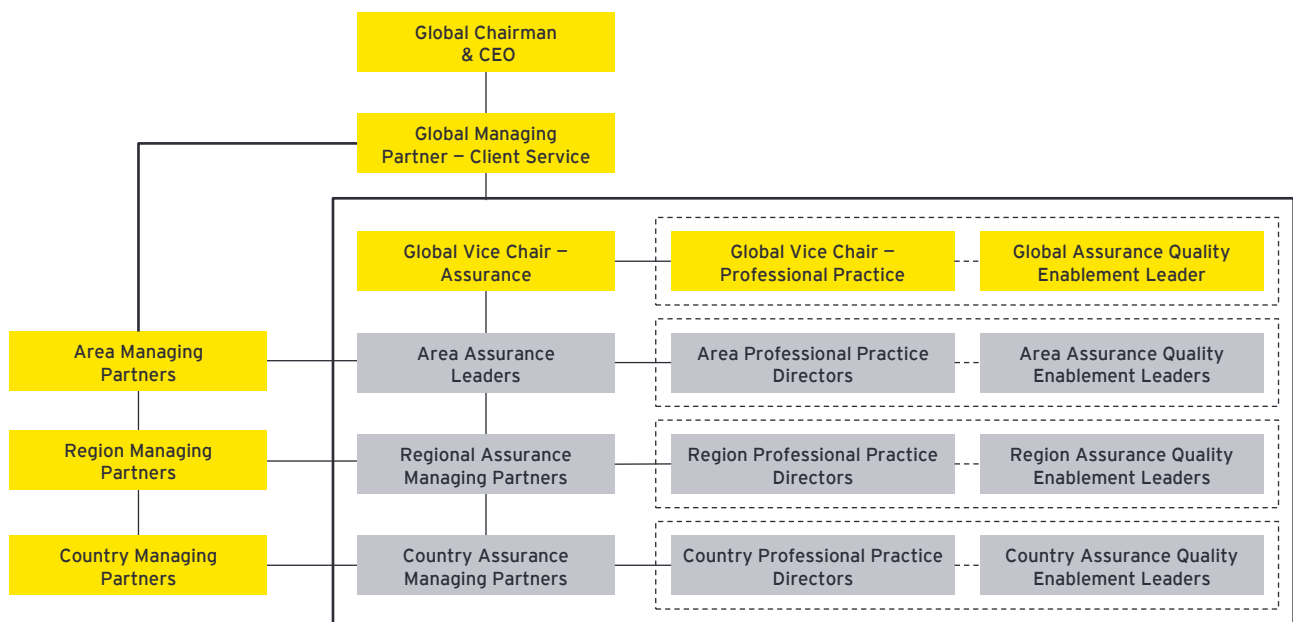 Global Chairman
& CEO
Global Managing
Partner – Client Service
Global Vice Chair –
Assurance
Global Vice Chair –
Professional Practice
Global Assurance Quality
Enablement Leader
Area Managing
Partners
Area Assurance
Leaders
Area Professional Practice
Directors
Area Assurance Quality
Enablement Leaders
Region Managing
Partners
Regional Assurance
Managing Partners
Region Professional Practice
Directors
Region Assurance Quality
Enablement Leaders
Country Managing
Partners
Country Assurance
Managing Partners
Country Professional Practice
Directors
Country Assurance Quality
Enablement Leaders